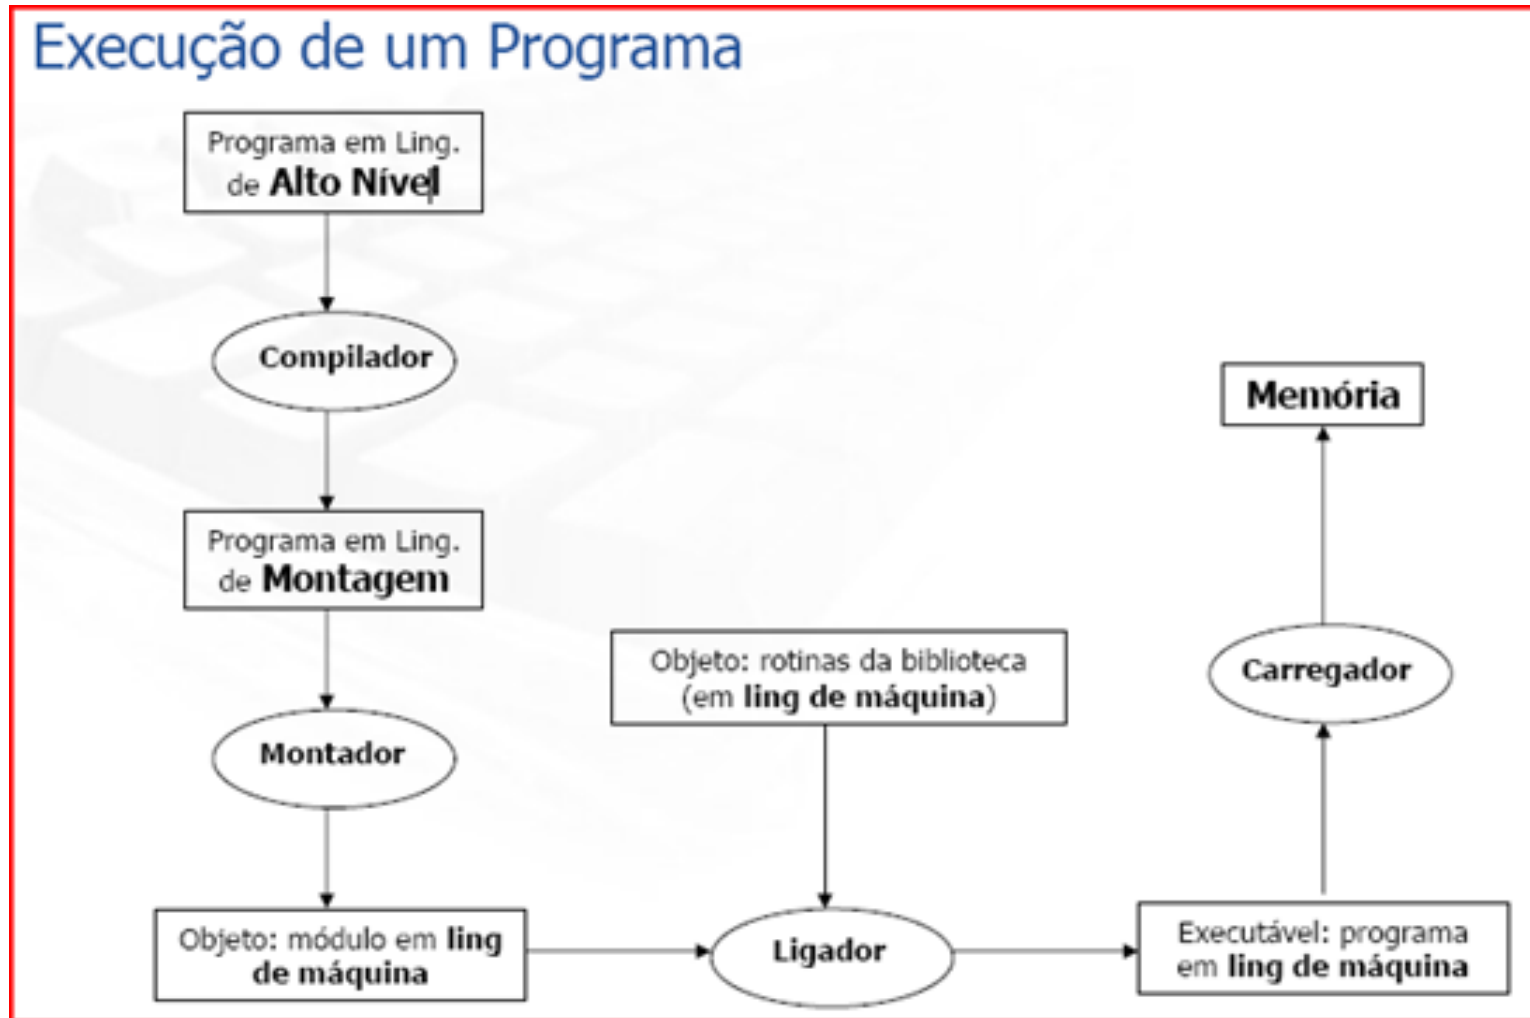 Execução de um Programa
Programa em Ling.
de Alto Nível
Compilador
Programa em Ling.
de Montagem
Montador
Objeto: módulo em ling
de máquina
Objeto: rotinas da biblioteca
(em ling de máquina)
Ligador
Executável: programa
em ling de máquina
Carregador
Memória